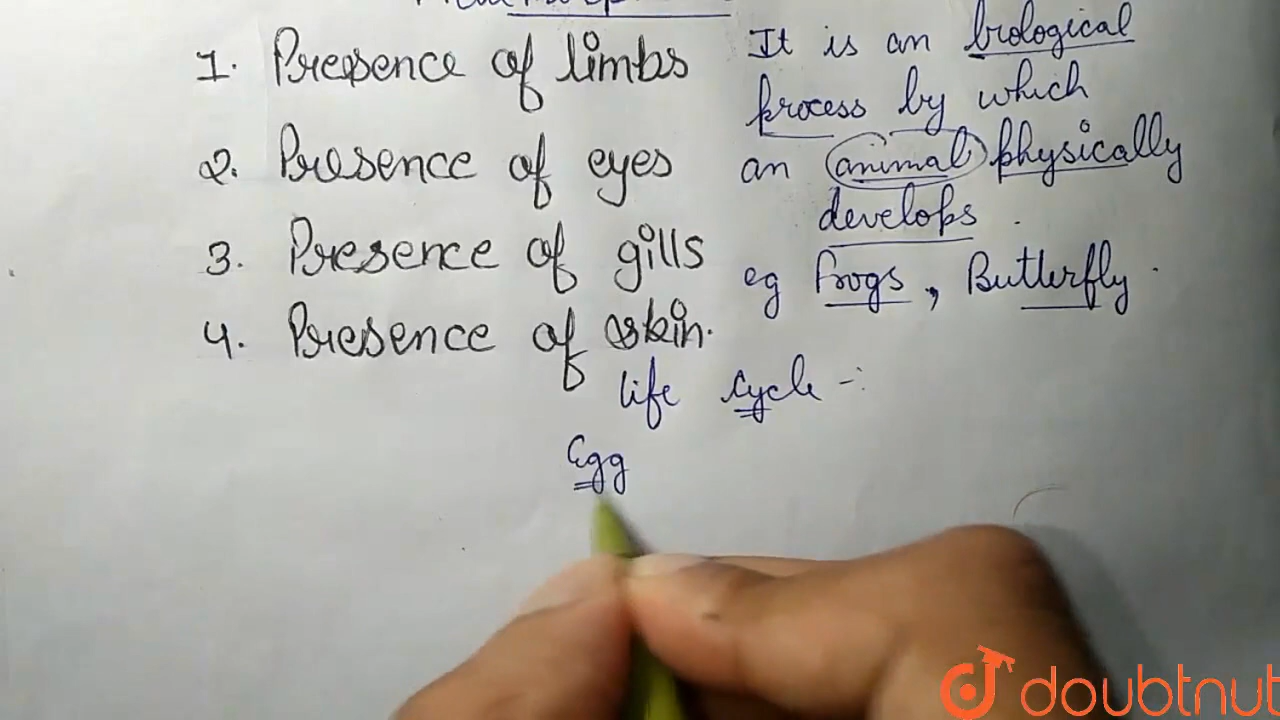 1. Presence of limbs
2. Presence of eyes
3. Presence of gills
4. Presence of skin.
It is an biological
process by which
an animal physically
develops.
eg frogs, Butterfly.
life cycle -:
Egg
doubtnut